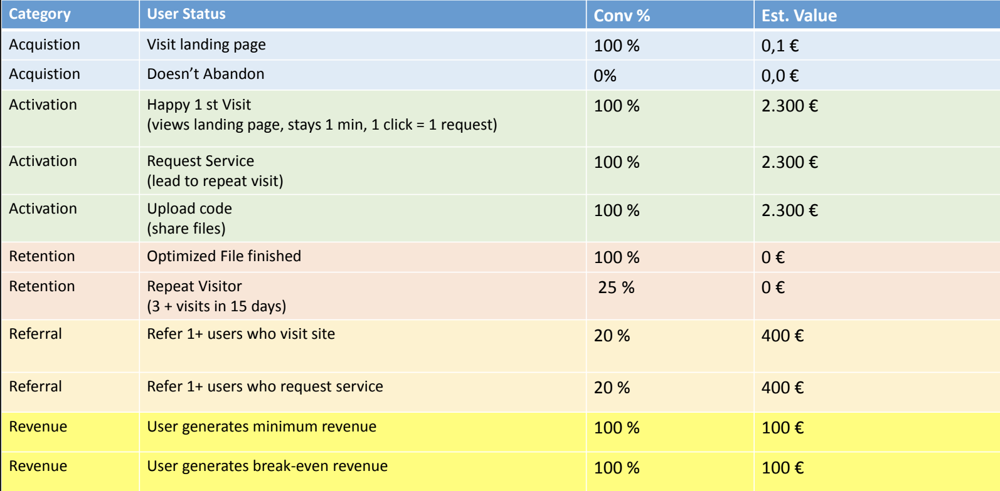 Category User Status Conv % Est. Value
Acquistion Visit landing page 100 % 0,1 €
Acquistion Doesn’t Abandon 0% 0,0 €
Activation Happy 1 st Visit 100 % 2.300 €
(views landing page, stays 1 min, 1 click = 1 request)
Activation Request Service 100 % 2.300 €
(lead to repeat visit)
Activation Upload code 100 % 2.300 €
(share files)
Retention Optimized File finished 100 % 0 €
Retention Repeat Visitor 25 % 0 €
(3 + visits in 15 days)
Referral Refer 1+ users who visit site 20 % 400 €
Referral Refer 1+ users who request service 20 % 400 €
Revenue User generates minimum revenue 100 % 100 €
Revenue User generates break-even revenue 100 % 100 €